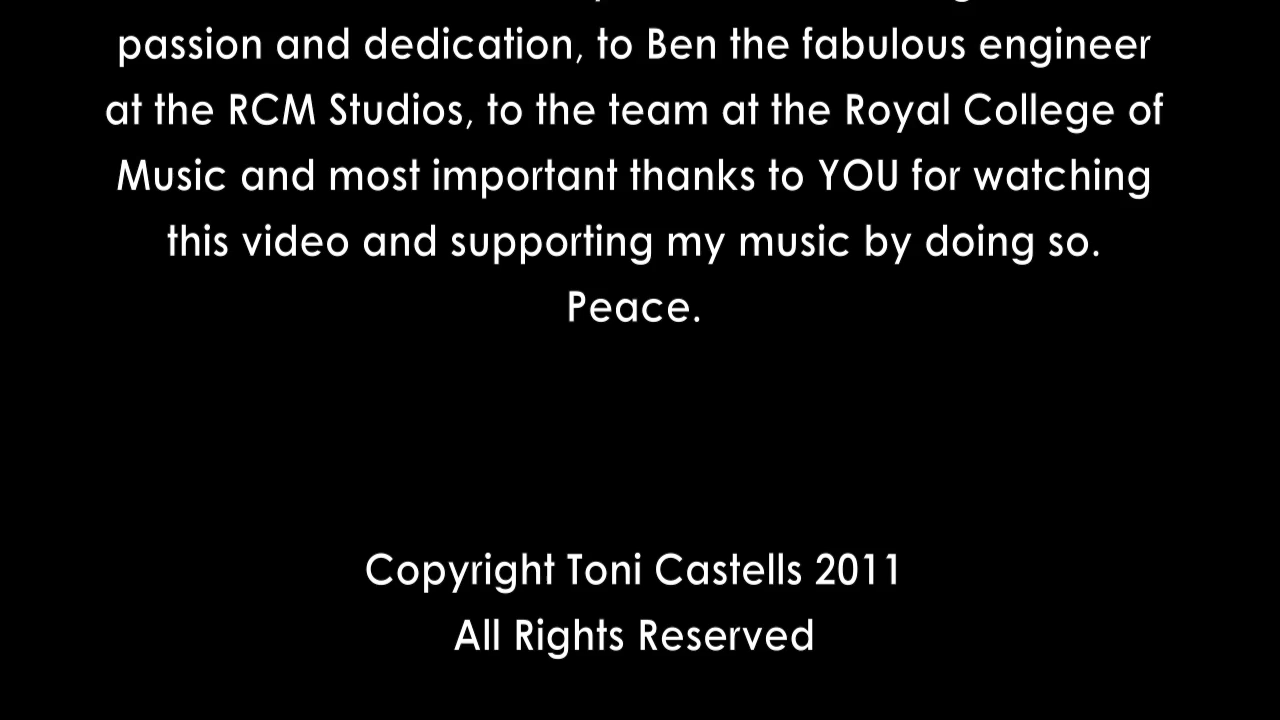 passion and dedication, to Ben the fabulous engineer
at the RCM Studios, to the team at the Royal College of
Music and most important thanks to YOU for watching
this video and supporting my music by doing so.
Peace.
Copyright Toni Castells 2011
All Rights Reserved